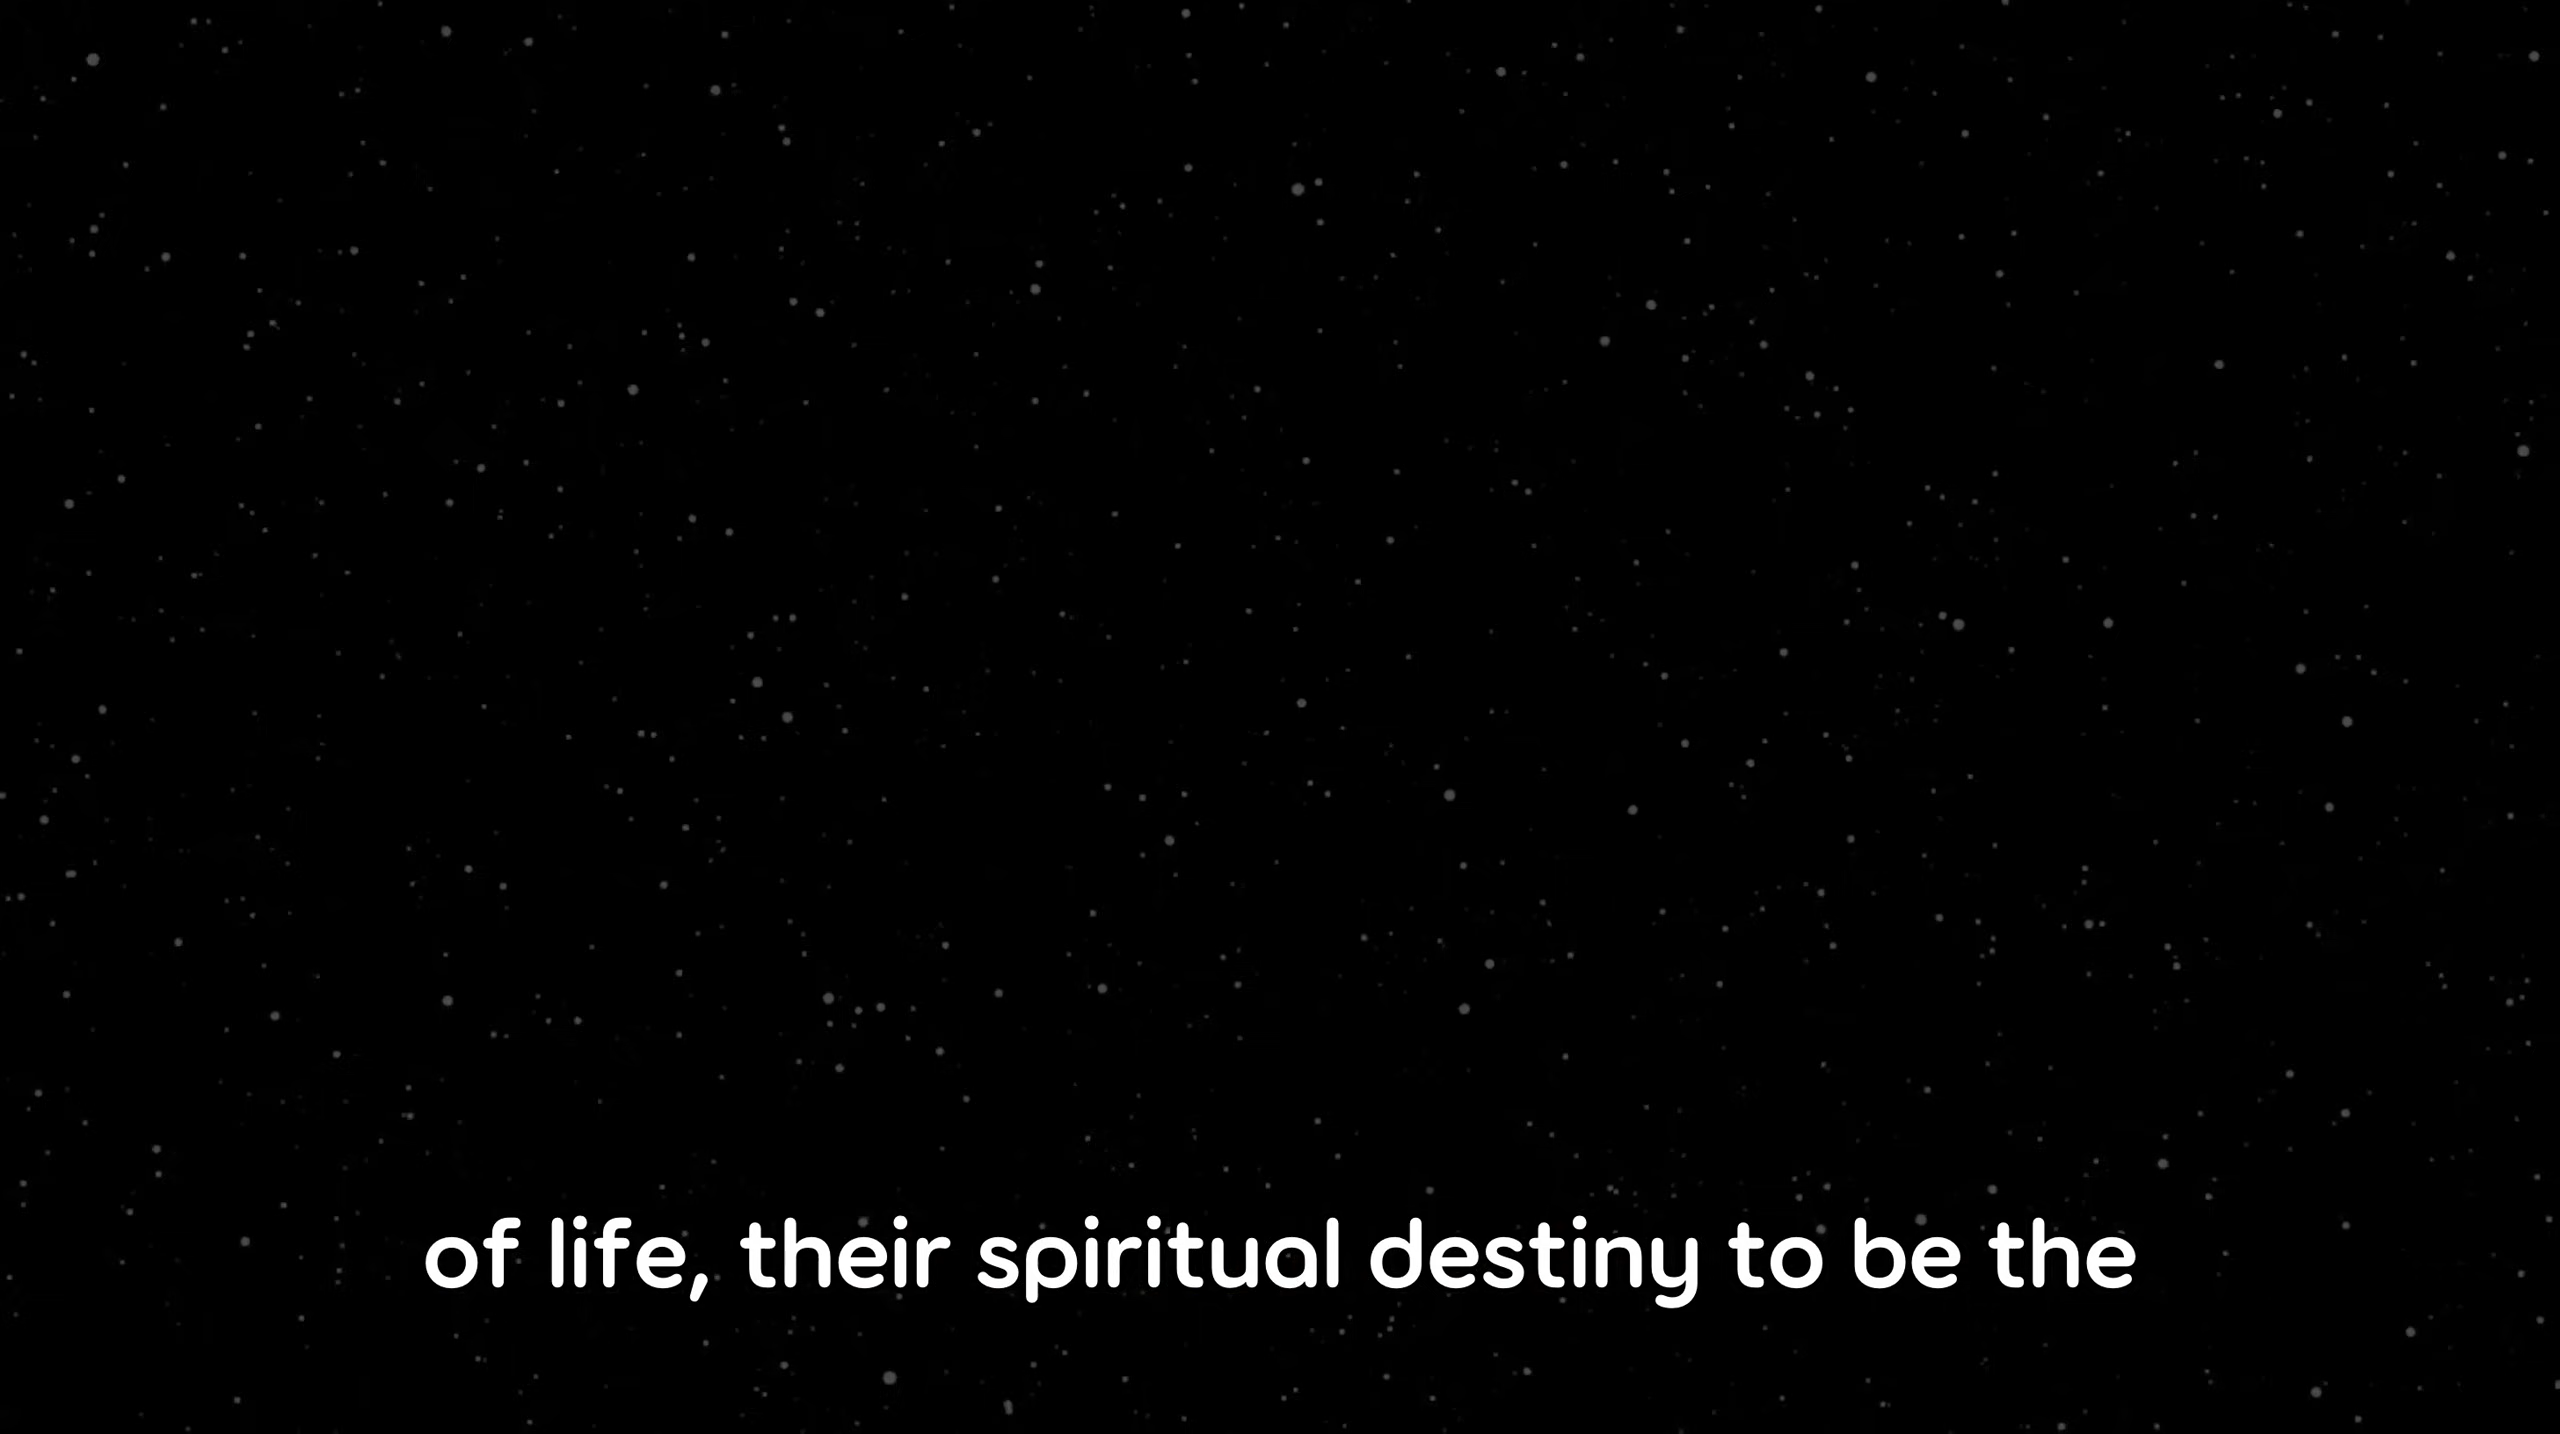 of life, their spiritual destiny to be the